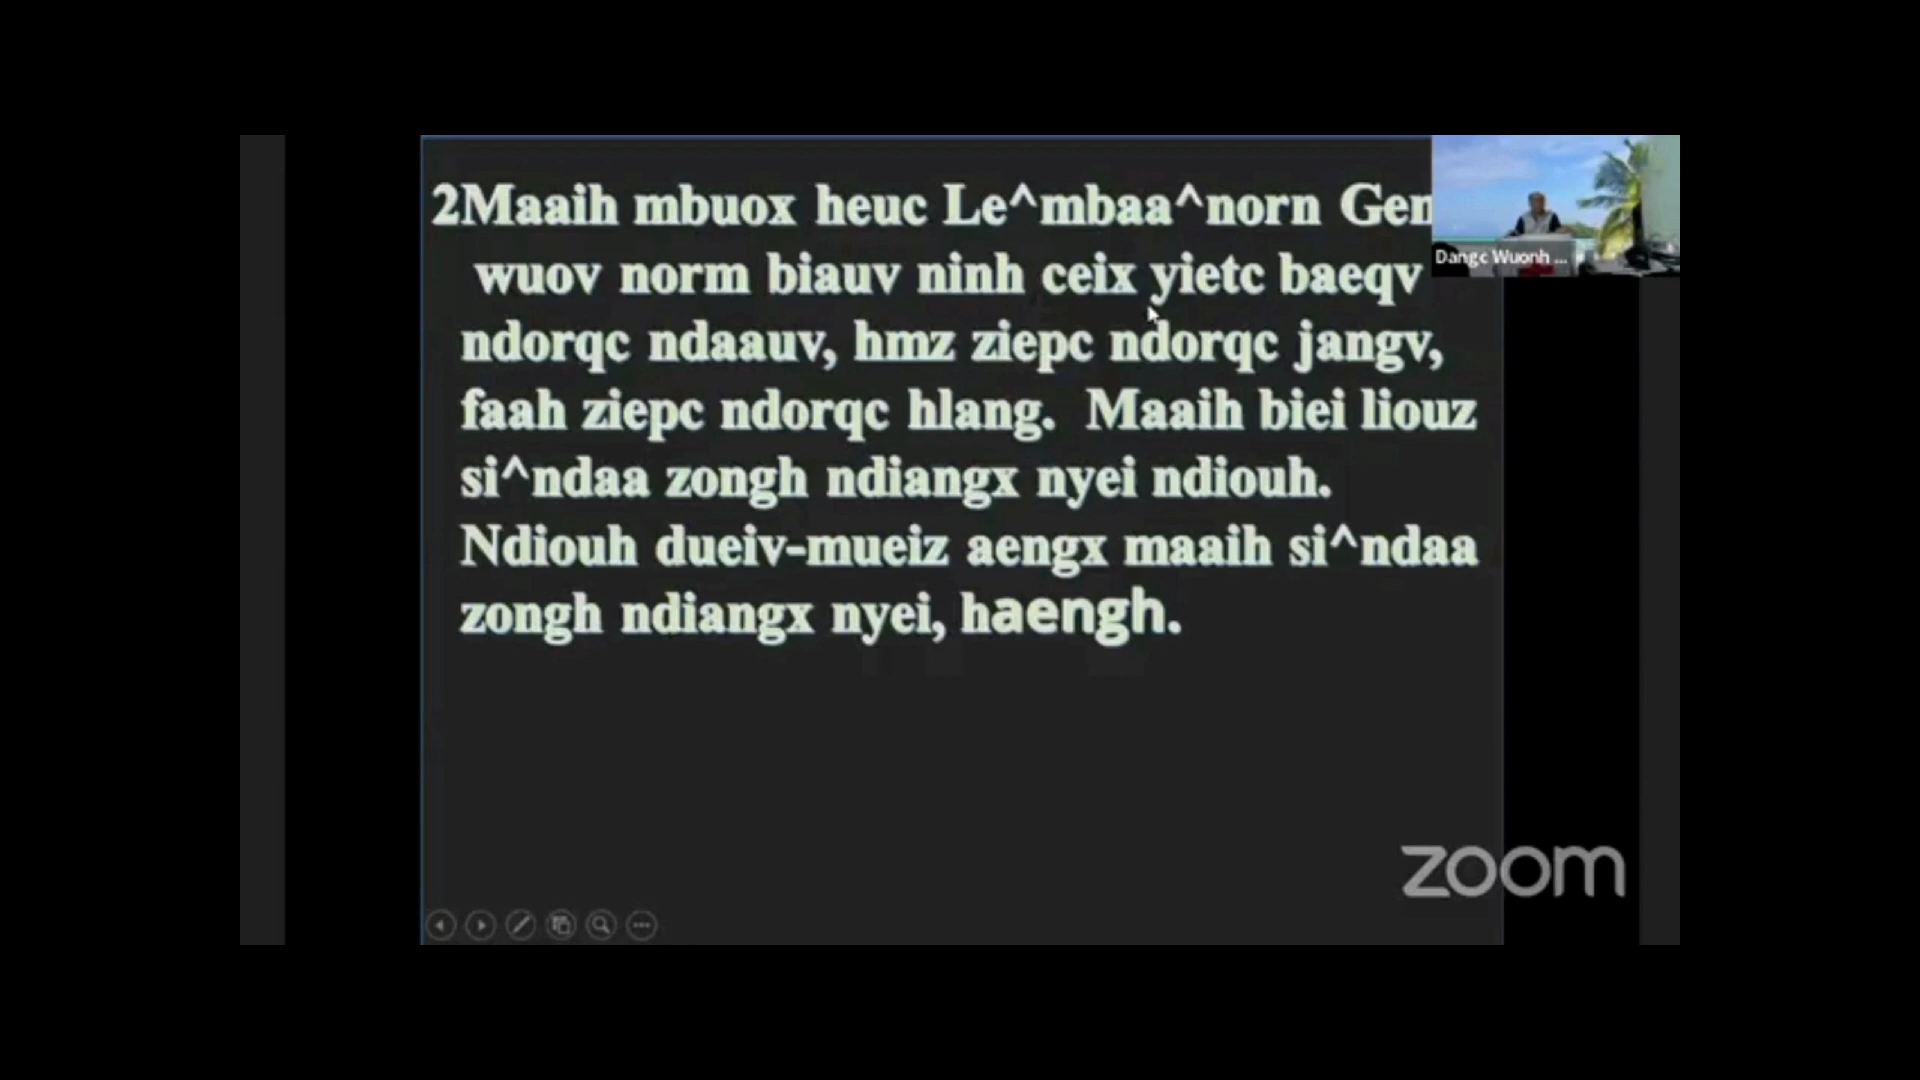 2Maaih mbuox heuc Le^mbaa^norn
wuov norm biauv ninh ceix yietc baeqv
ndorqc ndaauv, hmz ziepc ndorqc jangv,
faah ziepc ndorqc hlang. Maaih biei liouz
si^ndaa zongh ndiangx nyei ndiouh.
Ndiouh dueiv-mueiz aengx maaih si^ndaa
zongh ndiangx nyei, haengh.
Dangc Wuonh ...
zoom